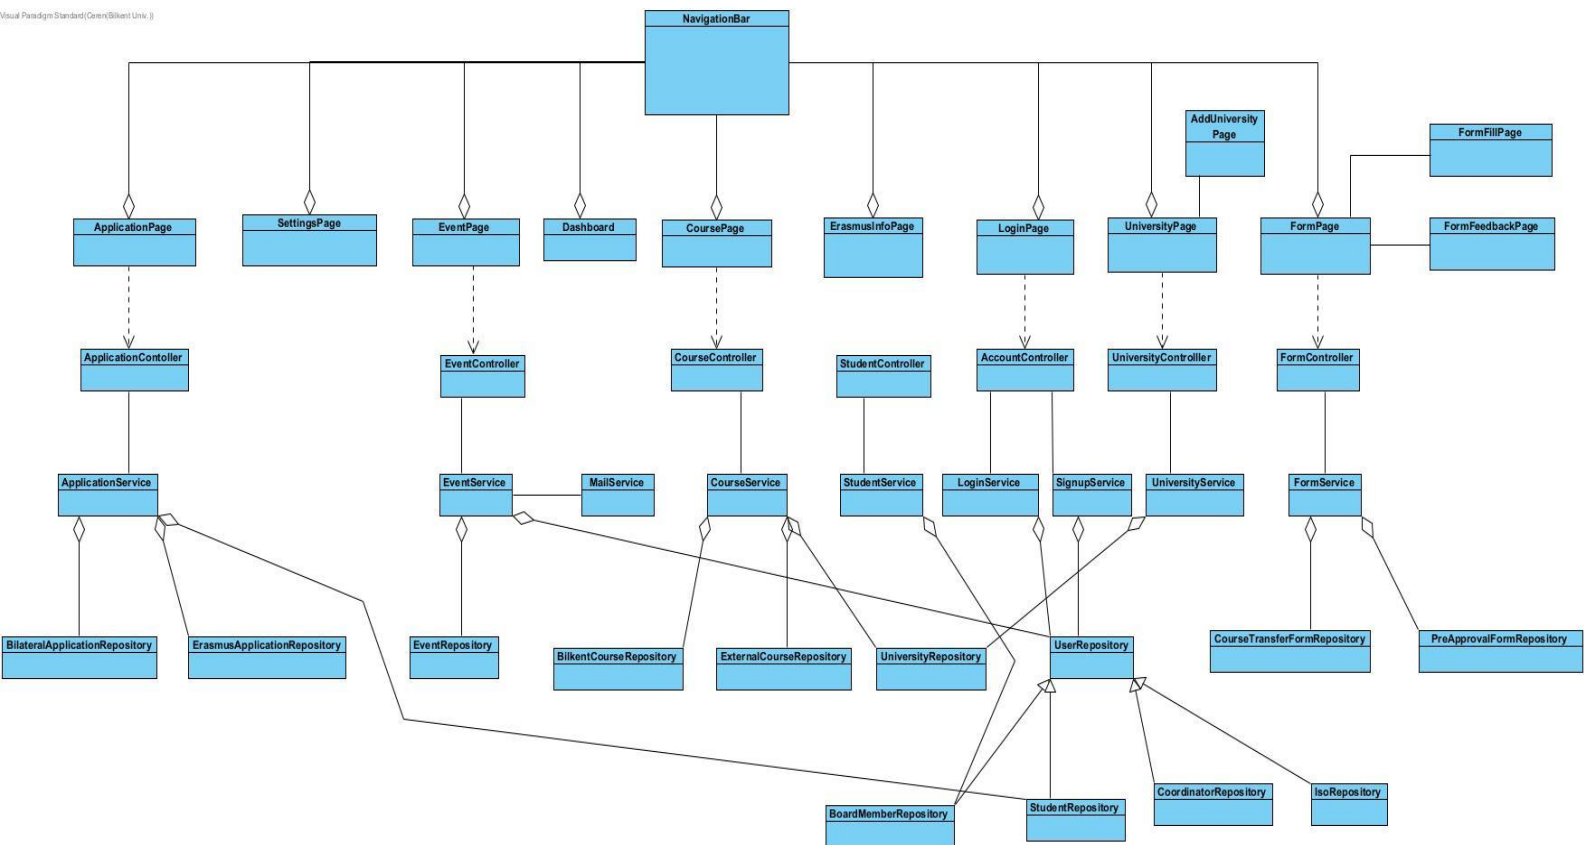 Visual Paradigm Standard(Ceren(Bilkent Univ.))
NavigationBar
AddUniversity
Page
FormFillPage
ApplicationPage
SettingsPage
EventPage
Dashboard
CoursePage
ErasmusInfoPage
LoginPage
UniversityPage
FormPage
FormFeedbackPage
ApplicationContoller
EventController
CourseController
StudentController
AccountController
UniversityControlller
FormController
ApplicationService
EventService
MailService
CourseService
StudentService
LoginService
SignupService
UniversityService
FormService
BilateralApplicationRepository
ErasmusApplicationRepository
EventRepository
BilkentCourseRepository
ExternalCourseRepository
UniversityRepository
UserRepository
CourseTransferFormRepository
PreApprovalFormRepository
BoardMemberRepository
StudentRepository
CoordinatorRepository
IsoRepository